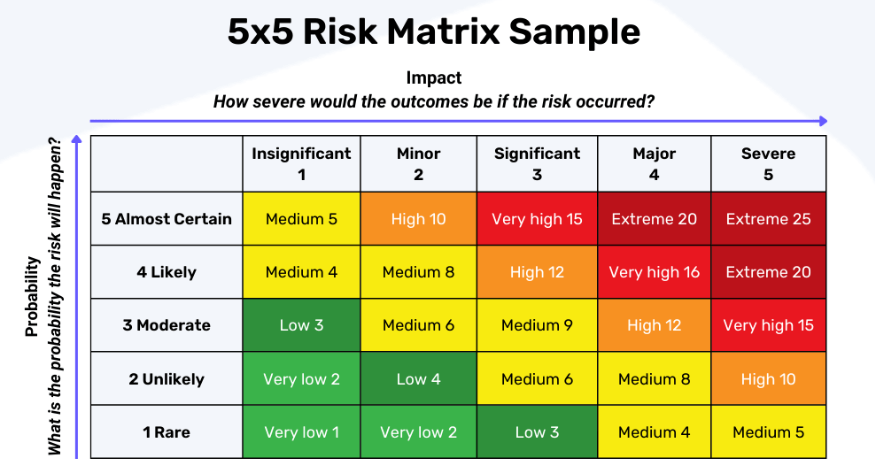 5x5 Risk Matrix Sample
Impact
How severe would the outcomes be if the risk occurred?
Probability
What is the probability the risk will happen?
Insignificant 1
Minor 2
Significant 3
Major 4
Severe 5
5 Almost Certain
Medium 5
High 10
Very high 15
Extreme 20
Extreme 25
4 Likely
Medium 4
Medium 8
High 12
Very high 16
Extreme 20
3 Moderate
Low 3
Medium 6
Medium 9
High 12
Very high 15
2 Unlikely
Very low 2
Low 4
Medium 6
Medium 8
High 10
1 Rare
Very low 1
Very low 2
Low 3
Medium 4
Medium 5